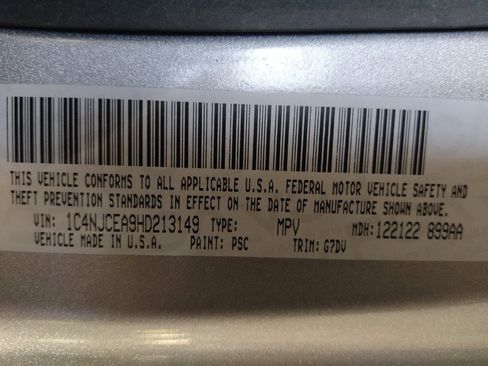 THIS VEHICLE CONFORMS TO ALL APPLICABLE U.S.A. FEDERAL MOTOR VEHICLE SAFETY AND
THEFT PREVENTION STANDARDS IN EFFECT ON THE DATE OF MANUFACTURE SHOWN ABOVE.
VIN: 1C4NJCEA9HD213149 TYPE: MPV MDH: 122122 899AA
VEHICLE MADE IN U.S.A. PAINT: PSC TRIM: G7DV